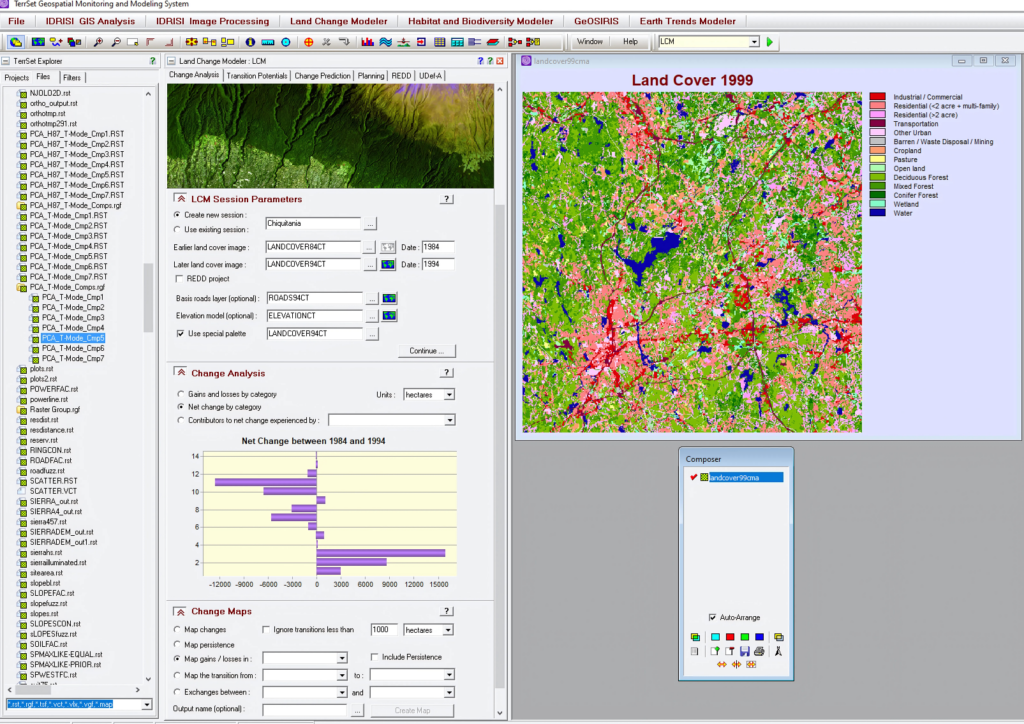 TerrSet Geospatial Monitoring and Modeling System
File IDRISI GIS Analysis IDRISI Image Processing Land Change Modeler Habitat and Biodiversity Modeler GeOSIRIS Earth Trends Modeler
Window Help LCM
TerrSet Explorer ?
Projects Files Filters
NJOLO2D.rst
ortho_output.rst
orthotmp.rst
orthotmp291.rst
PCA_H87_T-Mode_Cmp1.RST
PCA_H87_T-Mode_Cmp2.RST
PCA_H87_T-Mode_Cmp3.RST
PCA_H87_T-Mode_Cmp4.RST
PCA_H87_T-Mode_Cmp5.RST
PCA_H87_T-Mode_Cmp6.RST
PCA_H87_T-Mode_Cmp7.RST
PCA_H87_T-Mode_Comps.rgf
PCA_T-Mode_Cmp1.RST
PCA_T-Mode_Cmp2.RST
PCA_T-Mode_Cmp3.RST
PCA_T-Mode_Cmp4.RST
PCA_T-Mode_Cmp5.RST
PCA_T-Mode_Cmp6.RST
PCA_T-Mode_Cmp7.RST
PCA_T-Mode_Comps.rgf
PCA_T-Mode_Cmp1
PCA_T-Mode_Cmp2
PCA_T-Mode_Cmp3
PCA_T-Mode_Cmp4
PCA_T-Mode_Cmp5
PCA_T-Mode_Cmp6
PCA_T-Mode_Cmp7
plots.rst
plots2.rst
POWERFAC.rst
powerline.rst
Raster Group.rgf
resdist.rst
resdistance.rst
reserv.rst
RINGCON.rst
ROADFAC.rst
roadfuzz.rst
SCATTER.RST
SCATTER.VCT
SIERRA_out.rst
SIERRA4_out.rst
sierra457.rst
SIERRADEM_out.rst
SIERRADEM_out1.rst
sierrahs.rst
sierrailluminated.rst
sitearea.rst
slopebl.rst
SLOPEFAC.rst
slopefuzz.rst
slopes.rst
SLOPESCON.rst
sLOPESfuzz.rst
SOILFAC.rst
SPMAXLIKE-EQUAL.rst
SPMAXLIKE-PRIOR.rst
SPWESTFC.rst
*.rst,*.rgf,*.tsf,*.vct,*.vlx,*.vgf,*.map
Land Change Modeler : LCM
Change Analysis Transition Potentials Change Prediction Planning REDD UDel-A
LCM Session Parameters ?
Create new session : Chiquitania ...
Use existing session :
Earlier land cover image : LANDCOVER84CT ... Date : 1984
Later land cover image : LANDCOVER94CT ... Date : 1994
REDD project
Basis roads layer (optional) : ROADS94CT ...
Elevation model (optional) : ELEVATIONCT ...
Use special palette LANDCOVER94CT ...
Continue ...
Change Analysis ?
Gains and losses by category Units : hectares
Net change by category
Contributors to net change experienced by :
Net Change between 1984 and 1994
14
12
10
8
6
4
2
-12000 -9000 -6000 -3000 0 3000 6000 9000 12000 15000
Change Maps ?
Map changes Ignore transitions less than 1000 hectares
Map persistence
Map gains / losses in : Include Persistence
Map the transition from : to :
Exchanges between : and
Output name (optional) : ... Create Map
landcover99cma
Land Cover 1999
Industrial / Commercial
Residential (<2 acre + multi-family)
Residential (>2 acre)
Transportation
Other Urban
Barren / Waste Disposal / Mining
Cropland
Pasture
Open land
Deciduous Forest
Mixed Forest
Conifer Forest
Wetland
Water
Composer
landcover99cma
Auto-Arrange